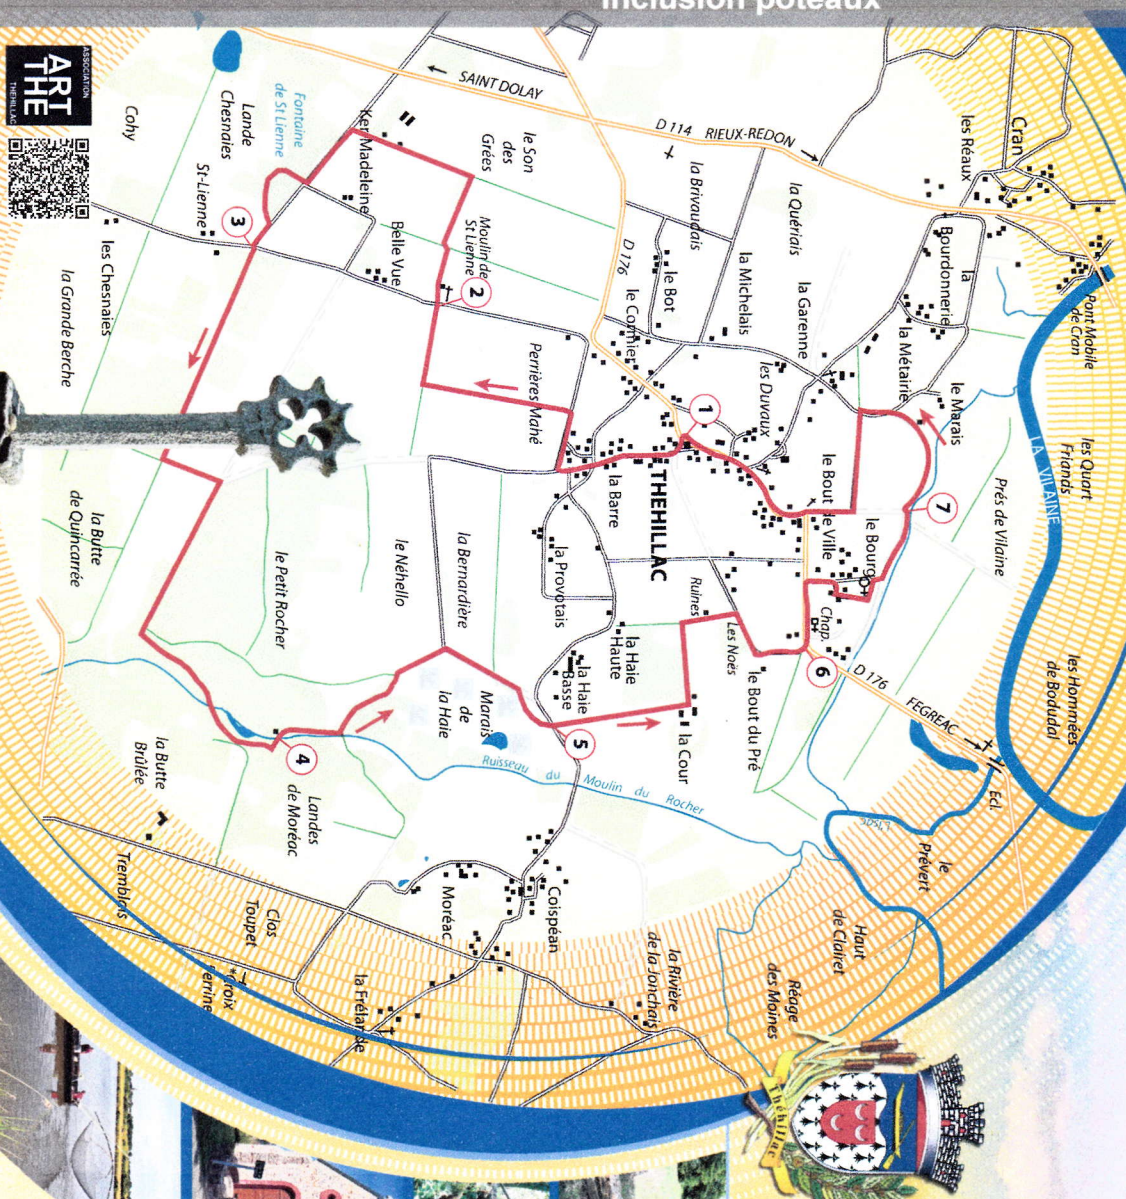 Inclusion poteaux
ASSOCIATION
ART
THE
THEHILLAC
Cohy
Lande
Chesnaies
Fontaine
de St Lienne
St-Lienne
3
les Chesnaies
la Grande Berche
Ker Madeleine
Belle Vue
le Son
des
Grées
Moulin de
St Lienne
2
SAINT DOLAY
D 114 RIEUX-REDON
la Brivaudais
la Quériais
D 176
le Bot
la Michelais
la Garenne
le Cormier
Perrières Mahé
les Duvaux
1
les Réaux
Cran
la
Bourdonnerie
la Métairie
le Marais
Pont Mobile
de Cran
LA VILAINE
les Quart
Friands
Prés de Vilaine
7
le Bout de Ville
le Bourg
THEHILLAC
la Barre
la Provotais
la Bernardière
le Néhello
le Petit Rocher
la Butte
de Quincarrée
Ruines
Les Noës
Chap.
6
D 176
FEGREAC
les Hommées
de Bodudal
le Bout du Pré
la Haie
Haute
la Haie
Basse
la Cour
5
Marais
de
la Haie
4
Landes
de Moréac
la Butte
Brûlée
Ruisseau du Moulin du Rocher
L'ISAC
Ecl.
le
Prévert
Haut
de Clairet
Réage
des Moines
la Rivière
de la Jonchais
Coispéan
Moréac
Clos
Toupet
Tremblais
Croix
Perrine
la Frélande
Théhillac